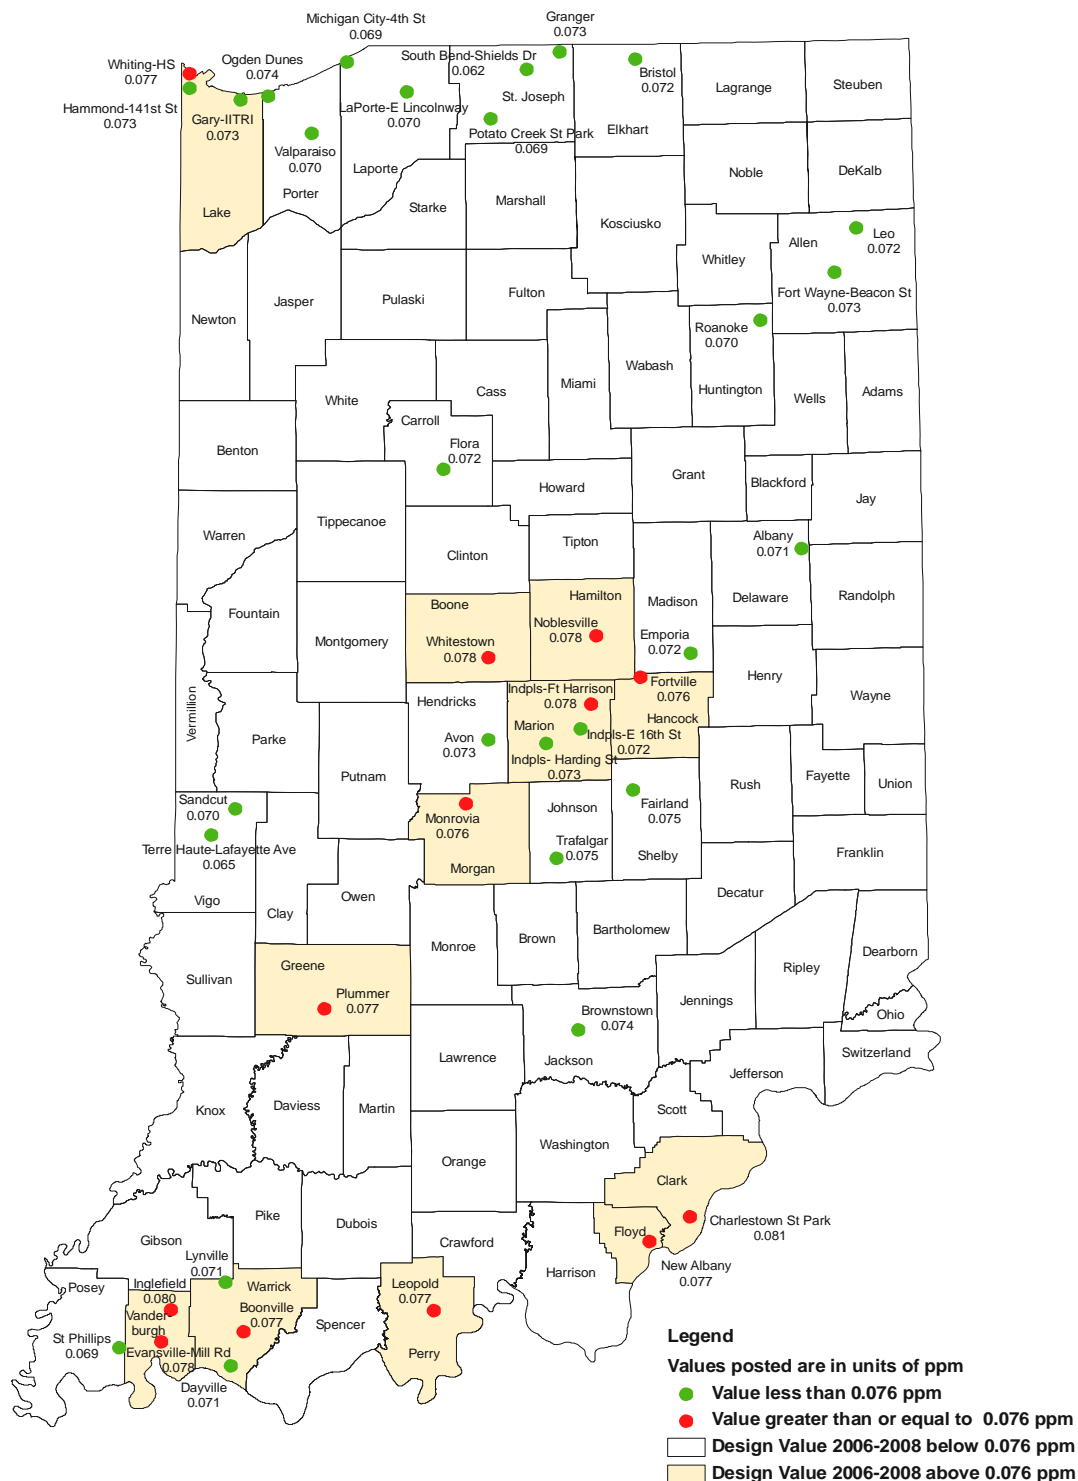 Michigan City-4th St
0.069
Granger
0.073
Whiting-HS
0.077
Ogden Dunes
0.074
South Bend-Shields Dr
0.062
Bristol
0.072
Lagrange
Steuben
Hammond-141st St
0.073
Gary-IITRI
0.073
LaPorte-E Lincolnway
0.070
St. Joseph
Elkhart
Potato Creek St Park
0.069
Valparaiso
0.070
Porter
Laporte
Lake
Starke
Marshall
Noble
DeKalb
Kosciusko
Whitley
Allen
Leo
0.072
Fort Wayne-Beacon St
0.073
Newton
Jasper
Pulaski
Fulton
Roanoke
0.070
Huntington
Wabash
Miami
Cass
White
Wells
Adams
Carroll
Flora
0.072
Benton
Howard
Grant
Blackford
Jay
Warren
Tippecanoe
Clinton
Tipton
Albany
0.071
Delaware
Randolph
Fountain
Montgomery
Boone
Whitestown
0.078
Hamilton
Noblesville
0.078
Madison
Emporia
0.072
Henry
Wayne
Vermillion
Parke
Putnam
Hendricks
Avon
0.073
Indpls-Ft Harrison
0.078
Marion
Indpls-E 16th St
0.072
Indpls- Harding St
0.073
Fortville
0.076
Hancock
Rush
Fayette
Union
Sandcut
0.070
Terre Haute-Lafayette Ave
0.065
Vigo
Clay
Owen
Monrovia
0.076
Morgan
Johnson
Trafalgar
0.075
Fairland
0.075
Shelby
Franklin
Decatur
Sullivan
Greene
Plummer
0.077
Monroe
Brown
Bartholomew
Jennings
Ripley
Dearborn
Ohio
Switzerland
Brownstown
0.074
Jackson
Lawrence
Jefferson
Knox
Daviess
Martin
Orange
Washington
Scott
Clark
Charlestown St Park
0.081
Floyd
New Albany
0.077
Harrison
Crawford
Dubois
Pike
Gibson
Lynville
0.071
Posey
Inglefield
0.080
Vander-
burgh
Warrick
Boonville
0.077
St Phillips
0.069
Evansville-Mill Rd
0.078
Dayville
0.071
Spencer
Leopold
0.077
Perry
Legend
Values posted are in units of ppm
Value less than 0.076 ppm
Value greater than or equal to 0.076 ppm
Design Value 2006-2008 below 0.076 ppm
Design Value 2006-2008 above 0.076 ppm